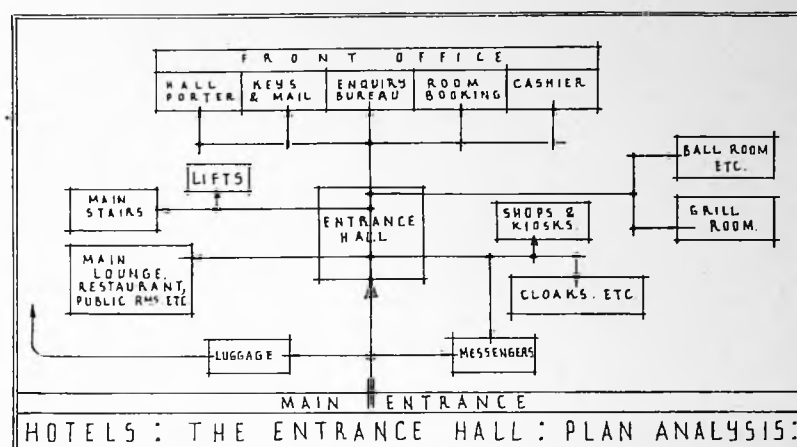 FRONT OFFICE
HALL PORTER
KEYS & MAIL
ENQUIRY BUREAU
ROOM BOOKING
CASHIER
LIFTS
MAIN STAIRS
ENTRANCE HALL
SHOPS & KIOSKS.
BALL ROOM ETC.
GRILL ROOM.
MAIN LOUNGE, RESTAURANT, PUBLIC RMS. ETC
CLOAKS. ETC.
LUGGAGE
MESSENGERS
MAIN ENTRANCE
HOTELS: THE ENTRANCE HALL: PLAN ANALYSIS: